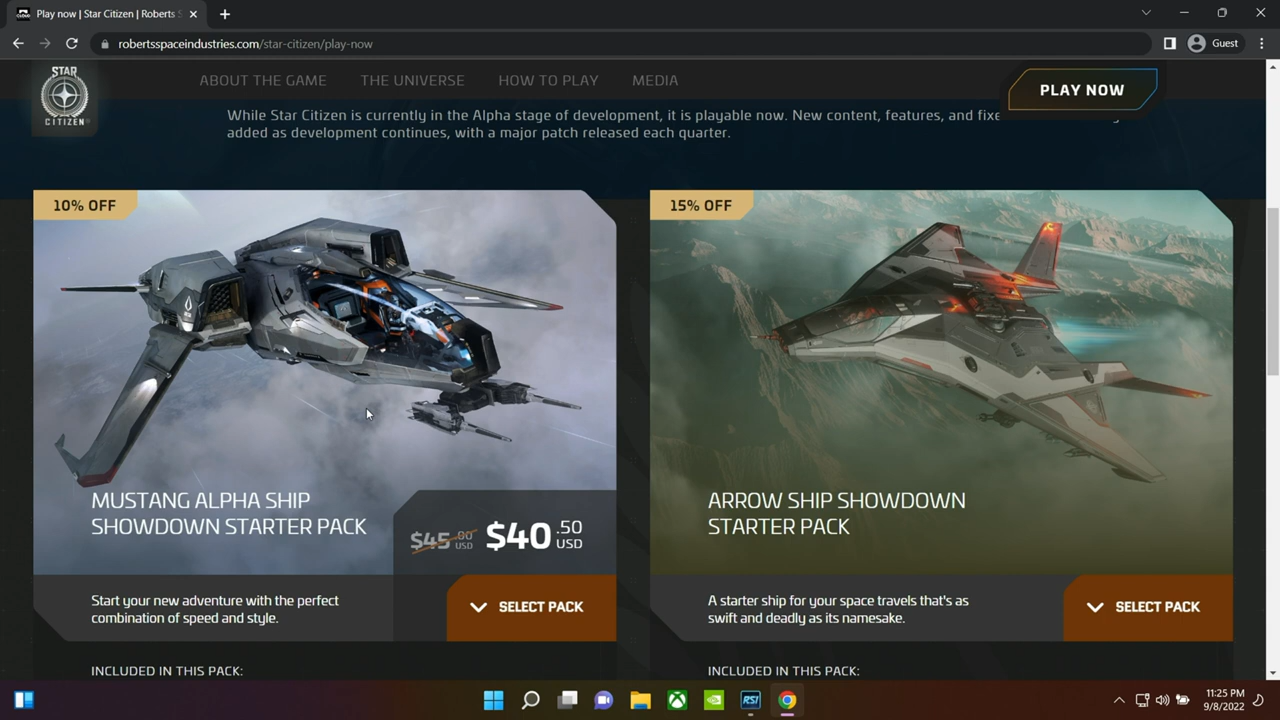 Play now | Star Citizen | Roberts S
robertsspaceindustries.com/star-citizen/play-now
Guest
STAR
CITIZEN
ABOUT THE GAME
THE UNIVERSE
HOW TO PLAY
MEDIA
PLAY NOW
While Star Citizen is currently in the Alpha stage of development, it is playable now. New content, features, and fixe
added as development continues, with a major patch released each quarter.
10% OFF
MUSTANG ALPHA SHIP
SHOWDOWN STARTER PACK
$45.00 USD
$40.50 USD
Start your new adventure with the perfect
combination of speed and style.
SELECT PACK
INCLUDED IN THIS PACK:
15% OFF
ARROW SHIP SHOWDOWN
STARTER PACK
A starter ship for your space travels that's as
swift and deadly as its namesake.
SELECT PACK
INCLUDED IN THIS PACK:
RSI
11:25 PM
9/8/2022